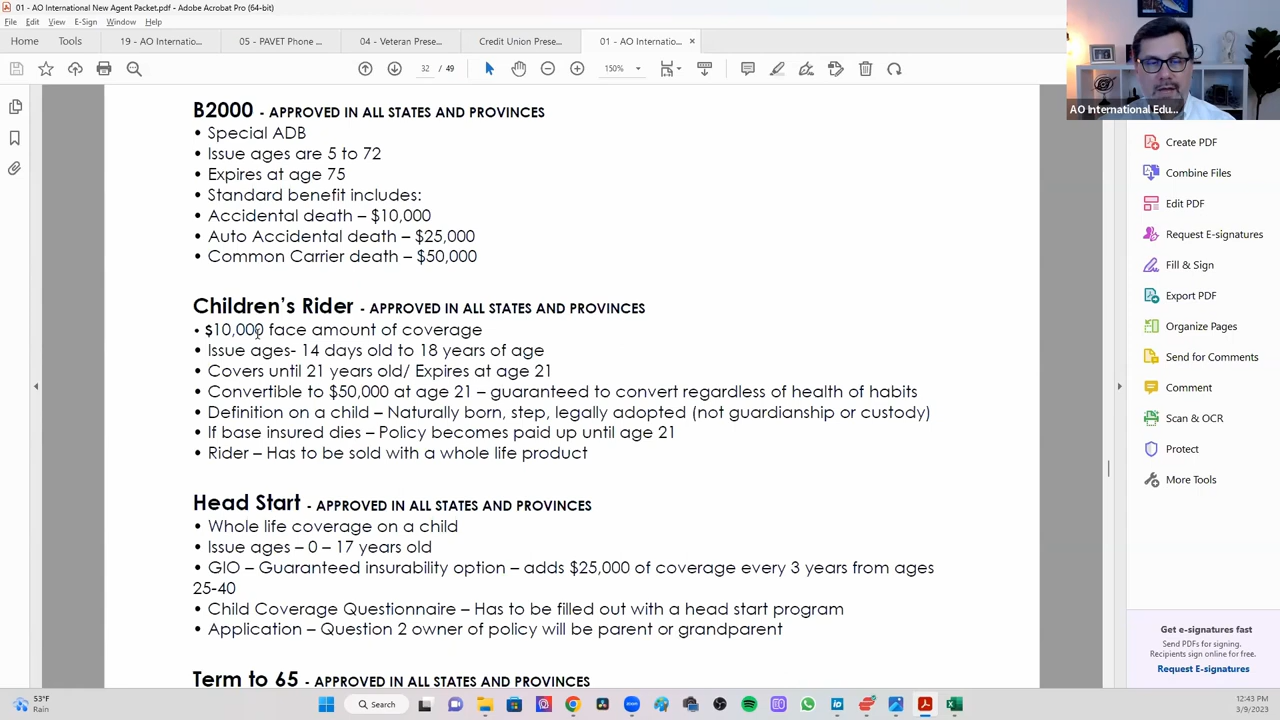 01 - AO International New Agent Packet.pdf - Adobe Acrobat Pro (64-bit)
File Edit View E-Sign Window Help
Home Tools 19 - AO Internatio... 05 - PAVET Phone ... 04 - Veteran Prese... Credit Union Prese... 01 - AO Internatio... ×
32 / 49 150%
AO International Edu...
B2000 - APPROVED IN ALL STATES AND PROVINCES
• Special ADB
• Issue ages are 5 to 72
• Expires at age 75
• Standard benefit includes:
• Accidental death – $10,000
• Auto Accidental death – $25,000
• Common Carrier death – $50,000
Children's Rider - APPROVED IN ALL STATES AND PROVINCES
• $10,000 face amount of coverage
• Issue ages- 14 days old to 18 years of age
• Covers until 21 years old/ Expires at age 21
• Convertible to $50,000 at age 21 – guaranteed to convert regardless of health of habits
• Definition on a child – Naturally born, step, legally adopted (not guardianship or custody)
• If base insured dies – Policy becomes paid up until age 21
• Rider – Has to be sold with a whole life product
Head Start - APPROVED IN ALL STATES AND PROVINCES
• Whole life coverage on a child
• Issue ages – 0 – 17 years old
• GIO – Guaranteed insurability option – adds $25,000 of coverage every 3 years from ages
25-40
• Child Coverage Questionnaire – Has to be filled out with a head start program
• Application – Question 2 owner of policy will be parent or grandparent
Term to 65 - APPROVED IN ALL STATES AND PROVINCES
Create PDF
Combine Files
Edit PDF
Request E-signatures
Fill & Sign
Export PDF
Organize Pages
Send for Comments
Comment
Scan & OCR
Protect
More Tools
Get e-signatures fast
Send PDFs for signing.
Recipients sign online for free.
Request E-signatures
53°F
Rain
Search
12:43 PM
3/9/2023